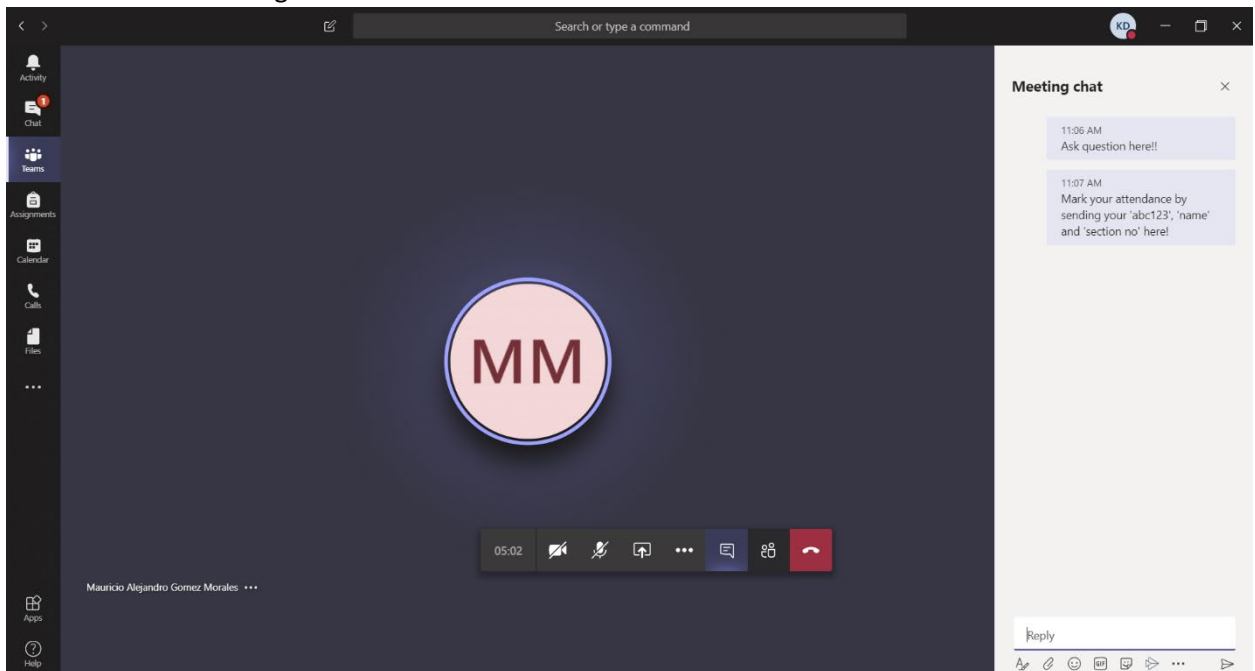 Search or type a command
KD
Activity
1
Chat
Teams
Assignments
Calendar
Calls
Files
Apps
Help
MM
05:02
Mauricio Alejandro Gomez Morales
Meeting chat
11:06 AM
Ask question here!!
11:07 AM
Mark your attendance by
sending your 'abc123', 'name'
and 'section no' here!
Reply
GIF